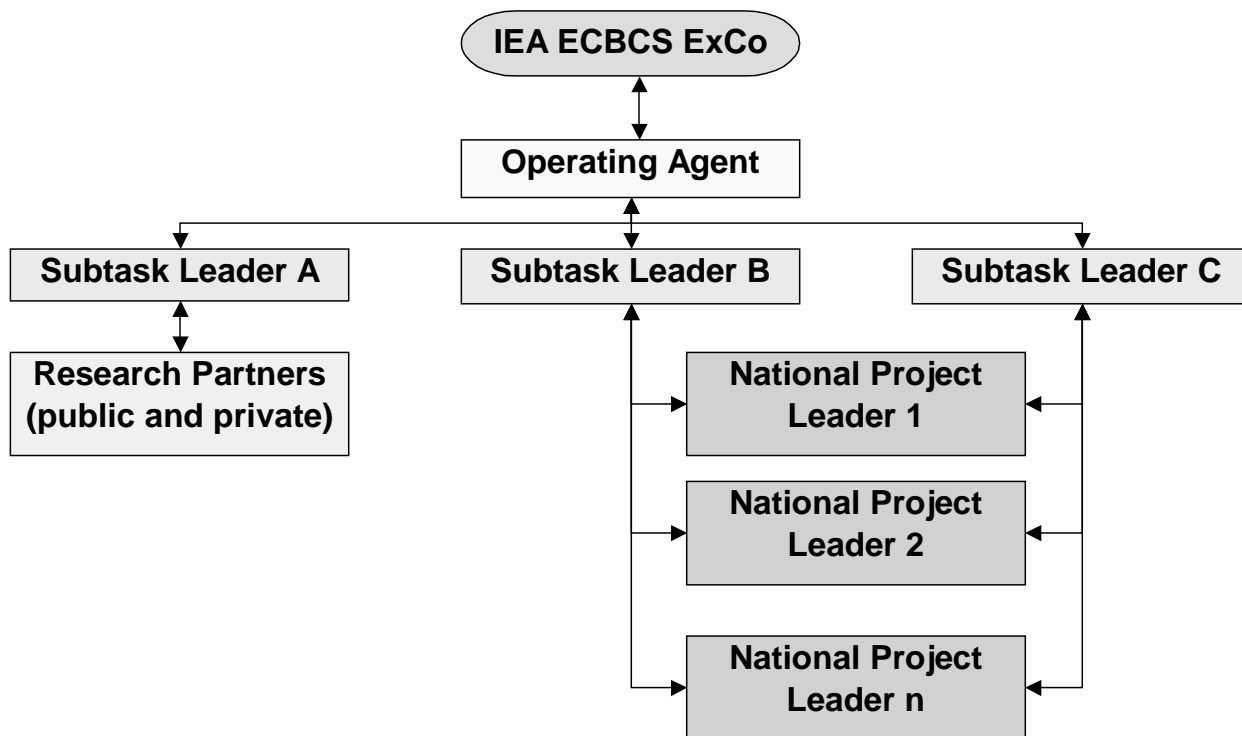 IEA ECBCS ExCo
Operating Agent
Subtask Leader A
Subtask Leader B
Subtask Leader C
Research Partners
(public and private)
National Project
Leader 1
National Project
Leader 2
National Project
Leader n